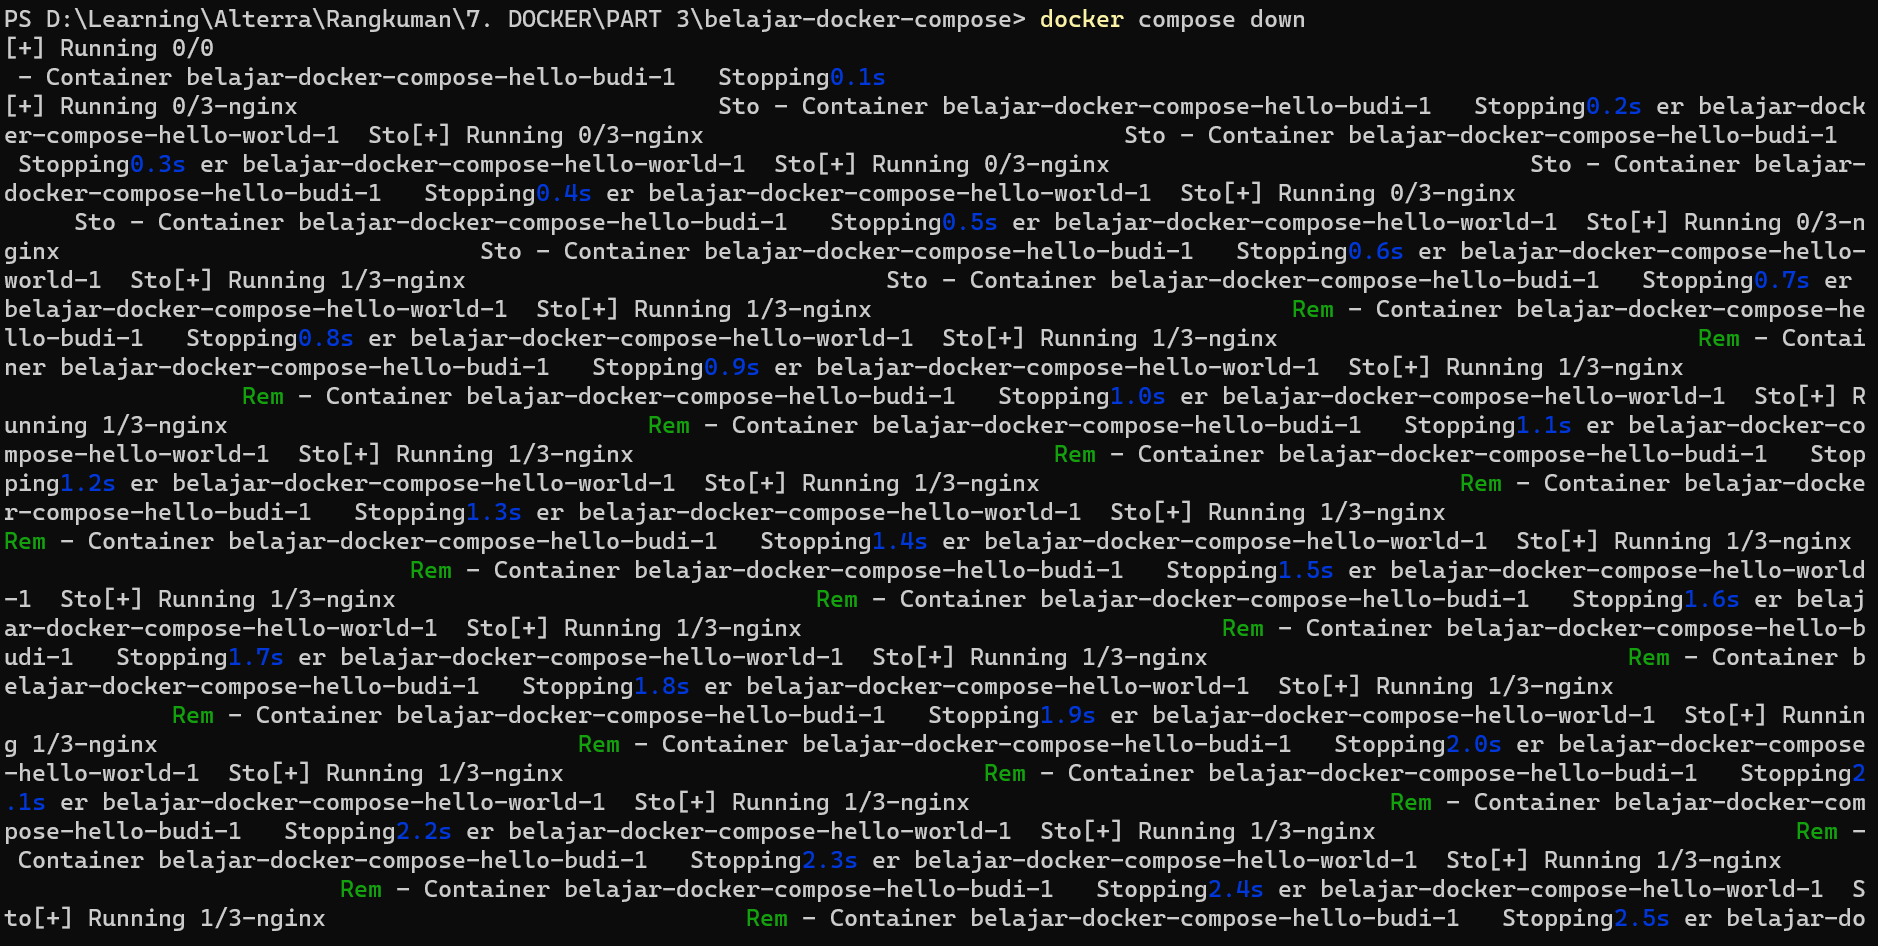 PS D:\Learning\Alterra\Rangkuman\7. DOCKER\PART 3\belajar-docker-compose> docker compose down
[+] Running 0/0
 - Container belajar-docker-compose-hello-budi-1   Stopping0.1s
[+] Running 0/3-nginx                              Sto - Container belajar-docker-compose-hello-budi-1   Stopping0.2s er belajar-dock
er-compose-hello-world-1  Sto[+] Running 0/3-nginx                              Sto - Container belajar-docker-compose-hello-budi-1
 Stopping0.3s er belajar-docker-compose-hello-world-1  Sto[+] Running 0/3-nginx                              Sto - Container belajar-
docker-compose-hello-budi-1   Stopping0.4s er belajar-docker-compose-hello-world-1  Sto[+] Running 0/3-nginx
     Sto - Container belajar-docker-compose-hello-budi-1   Stopping0.5s er belajar-docker-compose-hello-world-1  Sto[+] Running 0/3-n
ginx                              Sto - Container belajar-docker-compose-hello-budi-1   Stopping0.6s er belajar-docker-compose-hello-
world-1  Sto[+] Running 1/3-nginx                              Sto - Container belajar-docker-compose-hello-budi-1   Stopping0.7s er
belajar-docker-compose-hello-world-1  Sto[+] Running 1/3-nginx                              Rem - Container belajar-docker-compose-he
llo-budi-1   Stopping0.8s er belajar-docker-compose-hello-world-1  Sto[+] Running 1/3-nginx                              Rem - Contai
ner belajar-docker-compose-hello-budi-1   Stopping0.9s er belajar-docker-compose-hello-world-1  Sto[+] Running 1/3-nginx
                 Rem - Container belajar-docker-compose-hello-budi-1   Stopping1.0s er belajar-docker-compose-hello-world-1  Sto[+] R
unning 1/3-nginx                              Rem - Container belajar-docker-compose-hello-budi-1   Stopping1.1s er belajar-docker-co
mpose-hello-world-1  Sto[+] Running 1/3-nginx                              Rem - Container belajar-docker-compose-hello-budi-1   Stop
ping1.2s er belajar-docker-compose-hello-world-1  Sto[+] Running 1/3-nginx                              Rem - Container belajar-docke
r-compose-hello-budi-1   Stopping1.3s er belajar-docker-compose-hello-world-1  Sto[+] Running 1/3-nginx
Rem - Container belajar-docker-compose-hello-budi-1   Stopping1.4s er belajar-docker-compose-hello-world-1  Sto[+] Running 1/3-nginx
                             Rem - Container belajar-docker-compose-hello-budi-1   Stopping1.5s er belajar-docker-compose-hello-world
-1  Sto[+] Running 1/3-nginx                              Rem - Container belajar-docker-compose-hello-budi-1   Stopping1.6s er belaj
ar-docker-compose-hello-world-1  Sto[+] Running 1/3-nginx                              Rem - Container belajar-docker-compose-hello-b
udi-1   Stopping1.7s er belajar-docker-compose-hello-world-1  Sto[+] Running 1/3-nginx                              Rem - Container b
elajar-docker-compose-hello-budi-1   Stopping1.8s er belajar-docker-compose-hello-world-1  Sto[+] Running 1/3-nginx
            Rem - Container belajar-docker-compose-hello-budi-1   Stopping1.9s er belajar-docker-compose-hello-world-1  Sto[+] Runnin
g 1/3-nginx                              Rem - Container belajar-docker-compose-hello-budi-1   Stopping2.0s er belajar-docker-compose
-hello-world-1  Sto[+] Running 1/3-nginx                              Rem - Container belajar-docker-compose-hello-budi-1   Stopping2
.1s er belajar-docker-compose-hello-world-1  Sto[+] Running 1/3-nginx                              Rem - Container belajar-docker-com
pose-hello-budi-1   Stopping2.2s er belajar-docker-compose-hello-world-1  Sto[+] Running 1/3-nginx                              Rem -
 Container belajar-docker-compose-hello-budi-1   Stopping2.3s er belajar-docker-compose-hello-world-1  Sto[+] Running 1/3-nginx
                        Rem - Container belajar-docker-compose-hello-budi-1   Stopping2.4s er belajar-docker-compose-hello-world-1  S
to[+] Running 1/3-nginx                              Rem - Container belajar-docker-compose-hello-budi-1   Stopping2.5s er belajar-do